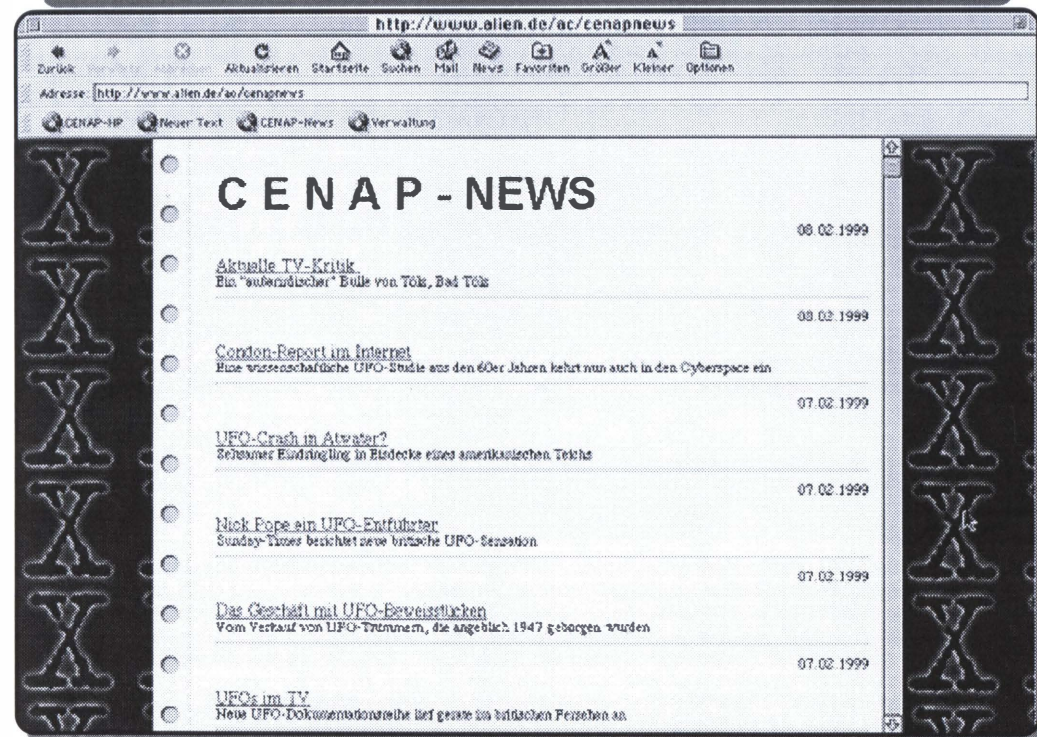 http://www.alien.de/ac/cenapnews
Zurück Vorwärts Abbrechen Aktualisieren Startseite Suchen Mail News Favoriten Größer Kleiner Optionen
Adresse: http://www.alien.de/ac/cenapnews
CENAP-HP Neuer Text CENAP-News Verwaltung
C E N A P - NEWS
08.02.1999
Aktuelle TV-Kritik
Ein "außerirdischer" Bulle von Tölz, Bad Tölz
08.02.1999
Condon-Report im Internet
Eine wissenschaftliche UFO-Studie aus den 60er Jahren kehrt nun auch in den Cyberspace ein
07.02.1999
UFO-Crash in Atwater?
Seltsamer Eindringling in Eisdecke eines amerikanischen Teichs
07.02.1999
Nick Pope ein UFO-Entführter
Sunday-Times berichtet neue britische UFO-Sensation
07.02.1999
Das Geschäft mit UFO-Beweisstücken
Vom Verkauf von UFO-Trümmern, die angeblich 1947 geborgen wurden
07.02.1999
UFOs im TV
Neue UFO-Dokumentationsreihe lief gerade im britischen Fernsehen an